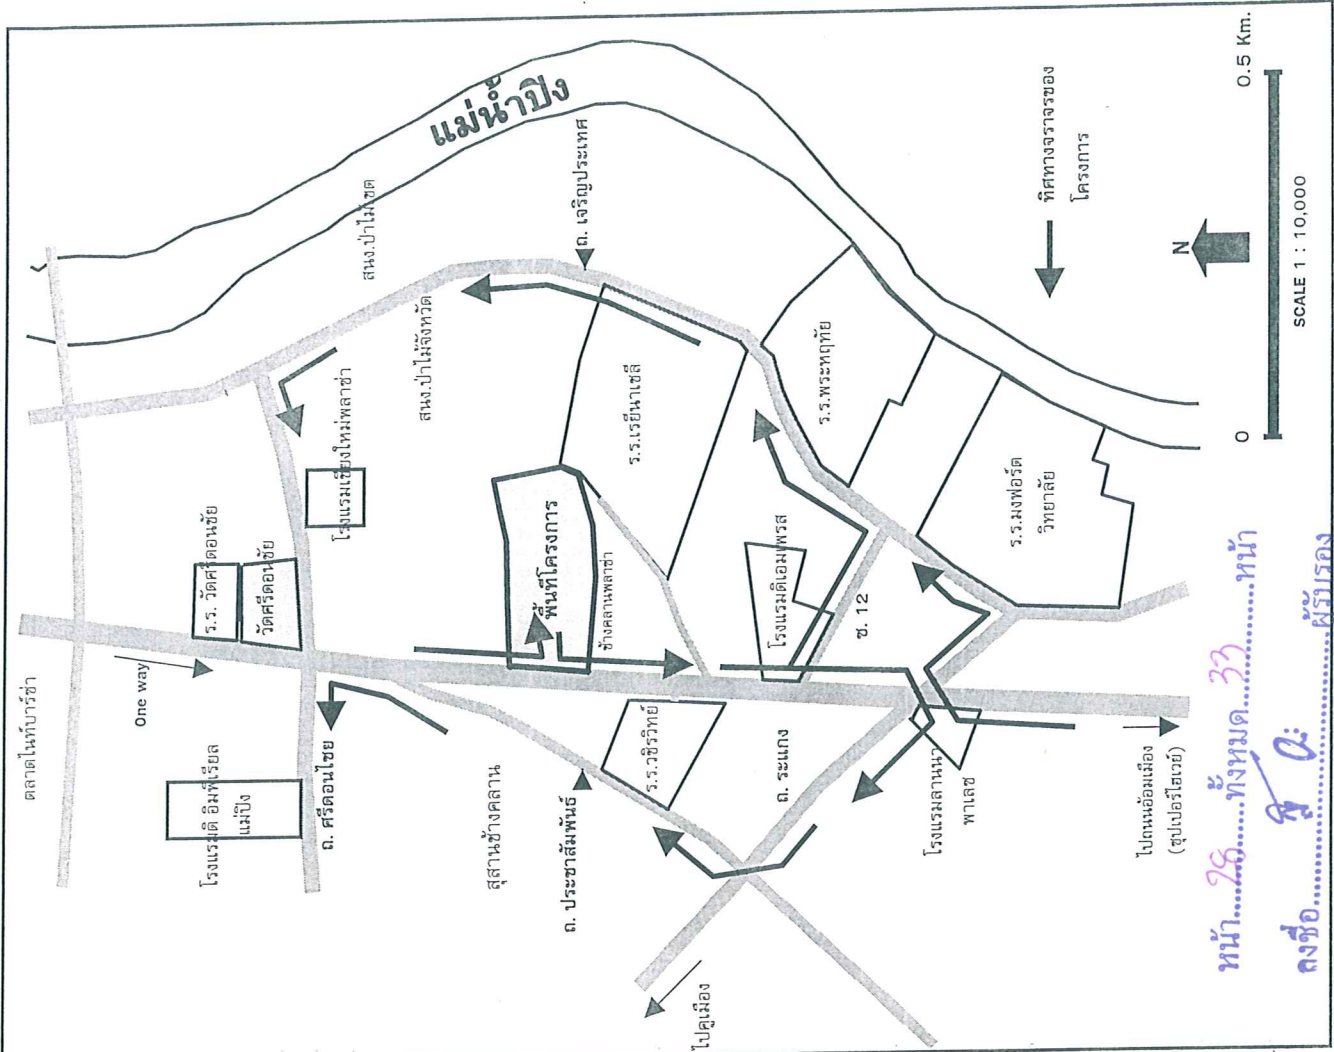 ตลาดไนท์บาร์ซ่า
One way
ร.ร. วัดศรีดอนชัย
วัดศรีดอนชัย
โรงแรมดิ อิมพีเรียล
แม่ปิง
ถ. ศรีดอนไชย
โรงแรมเชียงใหม่พลาซ่า
สนง.ป่าไม้เขต
สนง.ป่าไม้จังหวัด
แม่น้ำปิง
ถ. เจริญประเทศ
สุสานช้างคลาน
ถ. ประชาสัมพันธ์
ร.ร.วชิรวิทย์
พื้นที่โครงการ
ช้างคลานพลาซ่า
ร.ร.เรยีนาเชลี
โรงแรมดิเอมเพรส
ซ. 12
ร.ร.พระหฤทัย
ถ. ระแกง
โรงแรมลานนา
พาเลซ
ร.ร.มงฟอร์ต
วิทยาลัย
ไปคูเมือง
ไปถนนอ้อมเมือง
(ซุปเปอร์ไฮเวย์)
ทิศทางจราจรของ
โครงการ
N
0
0.5 Km.
SCALE 1 : 10,000
หน้า.....28.....ทั้งหมด.....33.....หน้า
ลงชื่อ..............................ผู้รับรอง